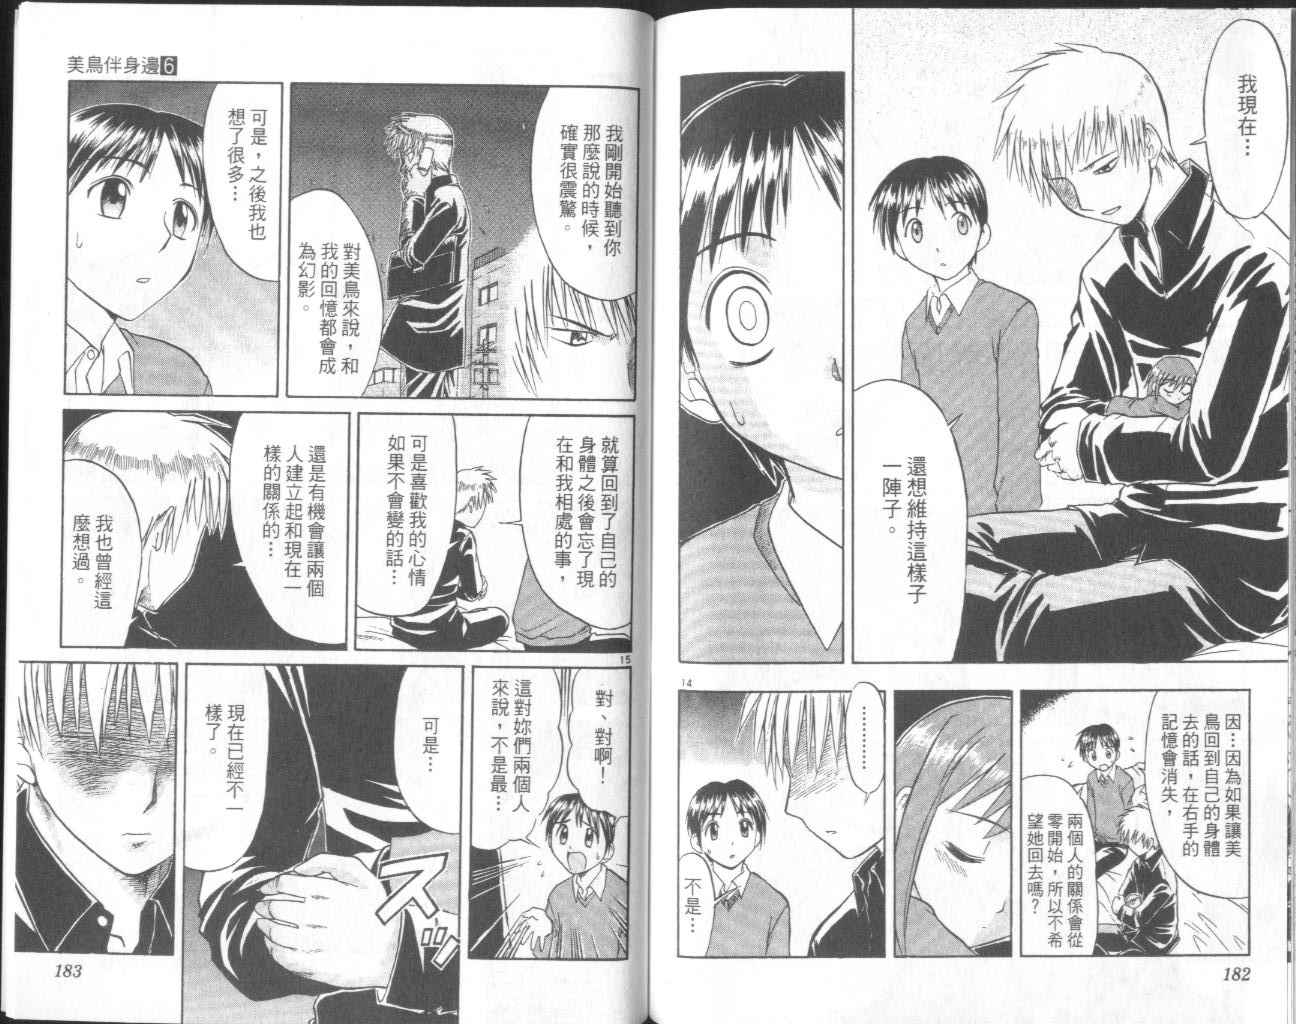 我現在…
還想維持這樣子
一陣子。
14
因…因為如果讓美
鳥回到自己的身體
去的話，在右手的
記憶會消失，
兩個人的關係會從
零開始，所以不希
望她回去嗎？
………
不是…
182
美鳥伴身邊6
我剛開始聽到你
那麼說的時候，
確實很震驚。
對美鳥來說，和
我的回憶都會成
為幻影。
可是，之後我也
想了很多…
就算回到了自己的
身體之後會忘了現
在和我相處的事，
可是喜歡我的心情
如果不會變的話…
還是有機會讓兩個
人建立起和現在一
樣的關係的…
我也曾經這
麼想過。
15
對、對啊！
這對妳們兩個人
來說，不是最…
可是…
現在已經不一
樣了。
183